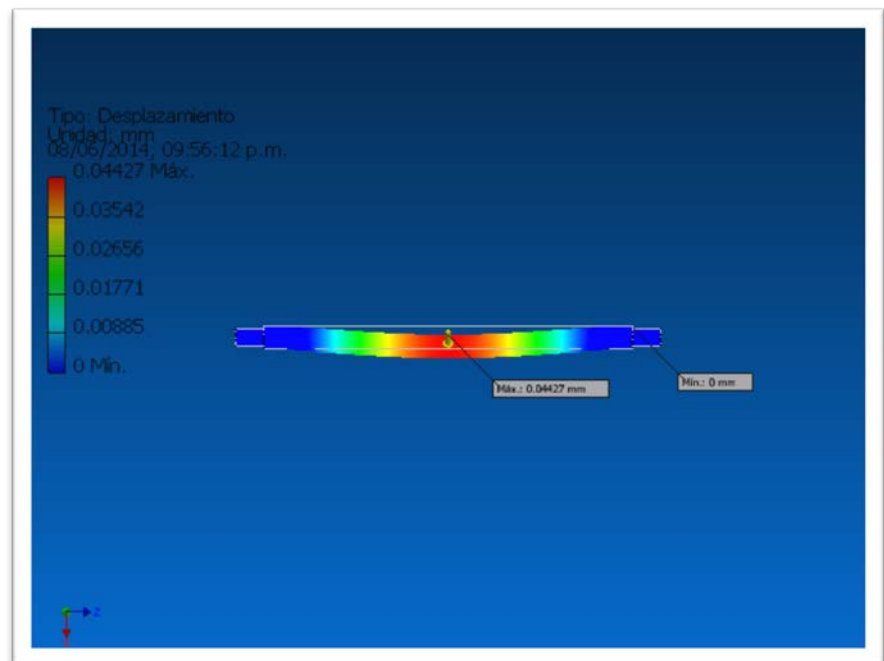 Tipo: Desplazamiento
Unidad: mm
08/06/2014, 09:56:12 p.m.
0.04427 Máx.
0.03542
0.02656
0.01771
0.00885
0 Mín.
Máx.: 0.04427 mm
Mín.: 0 mm
z